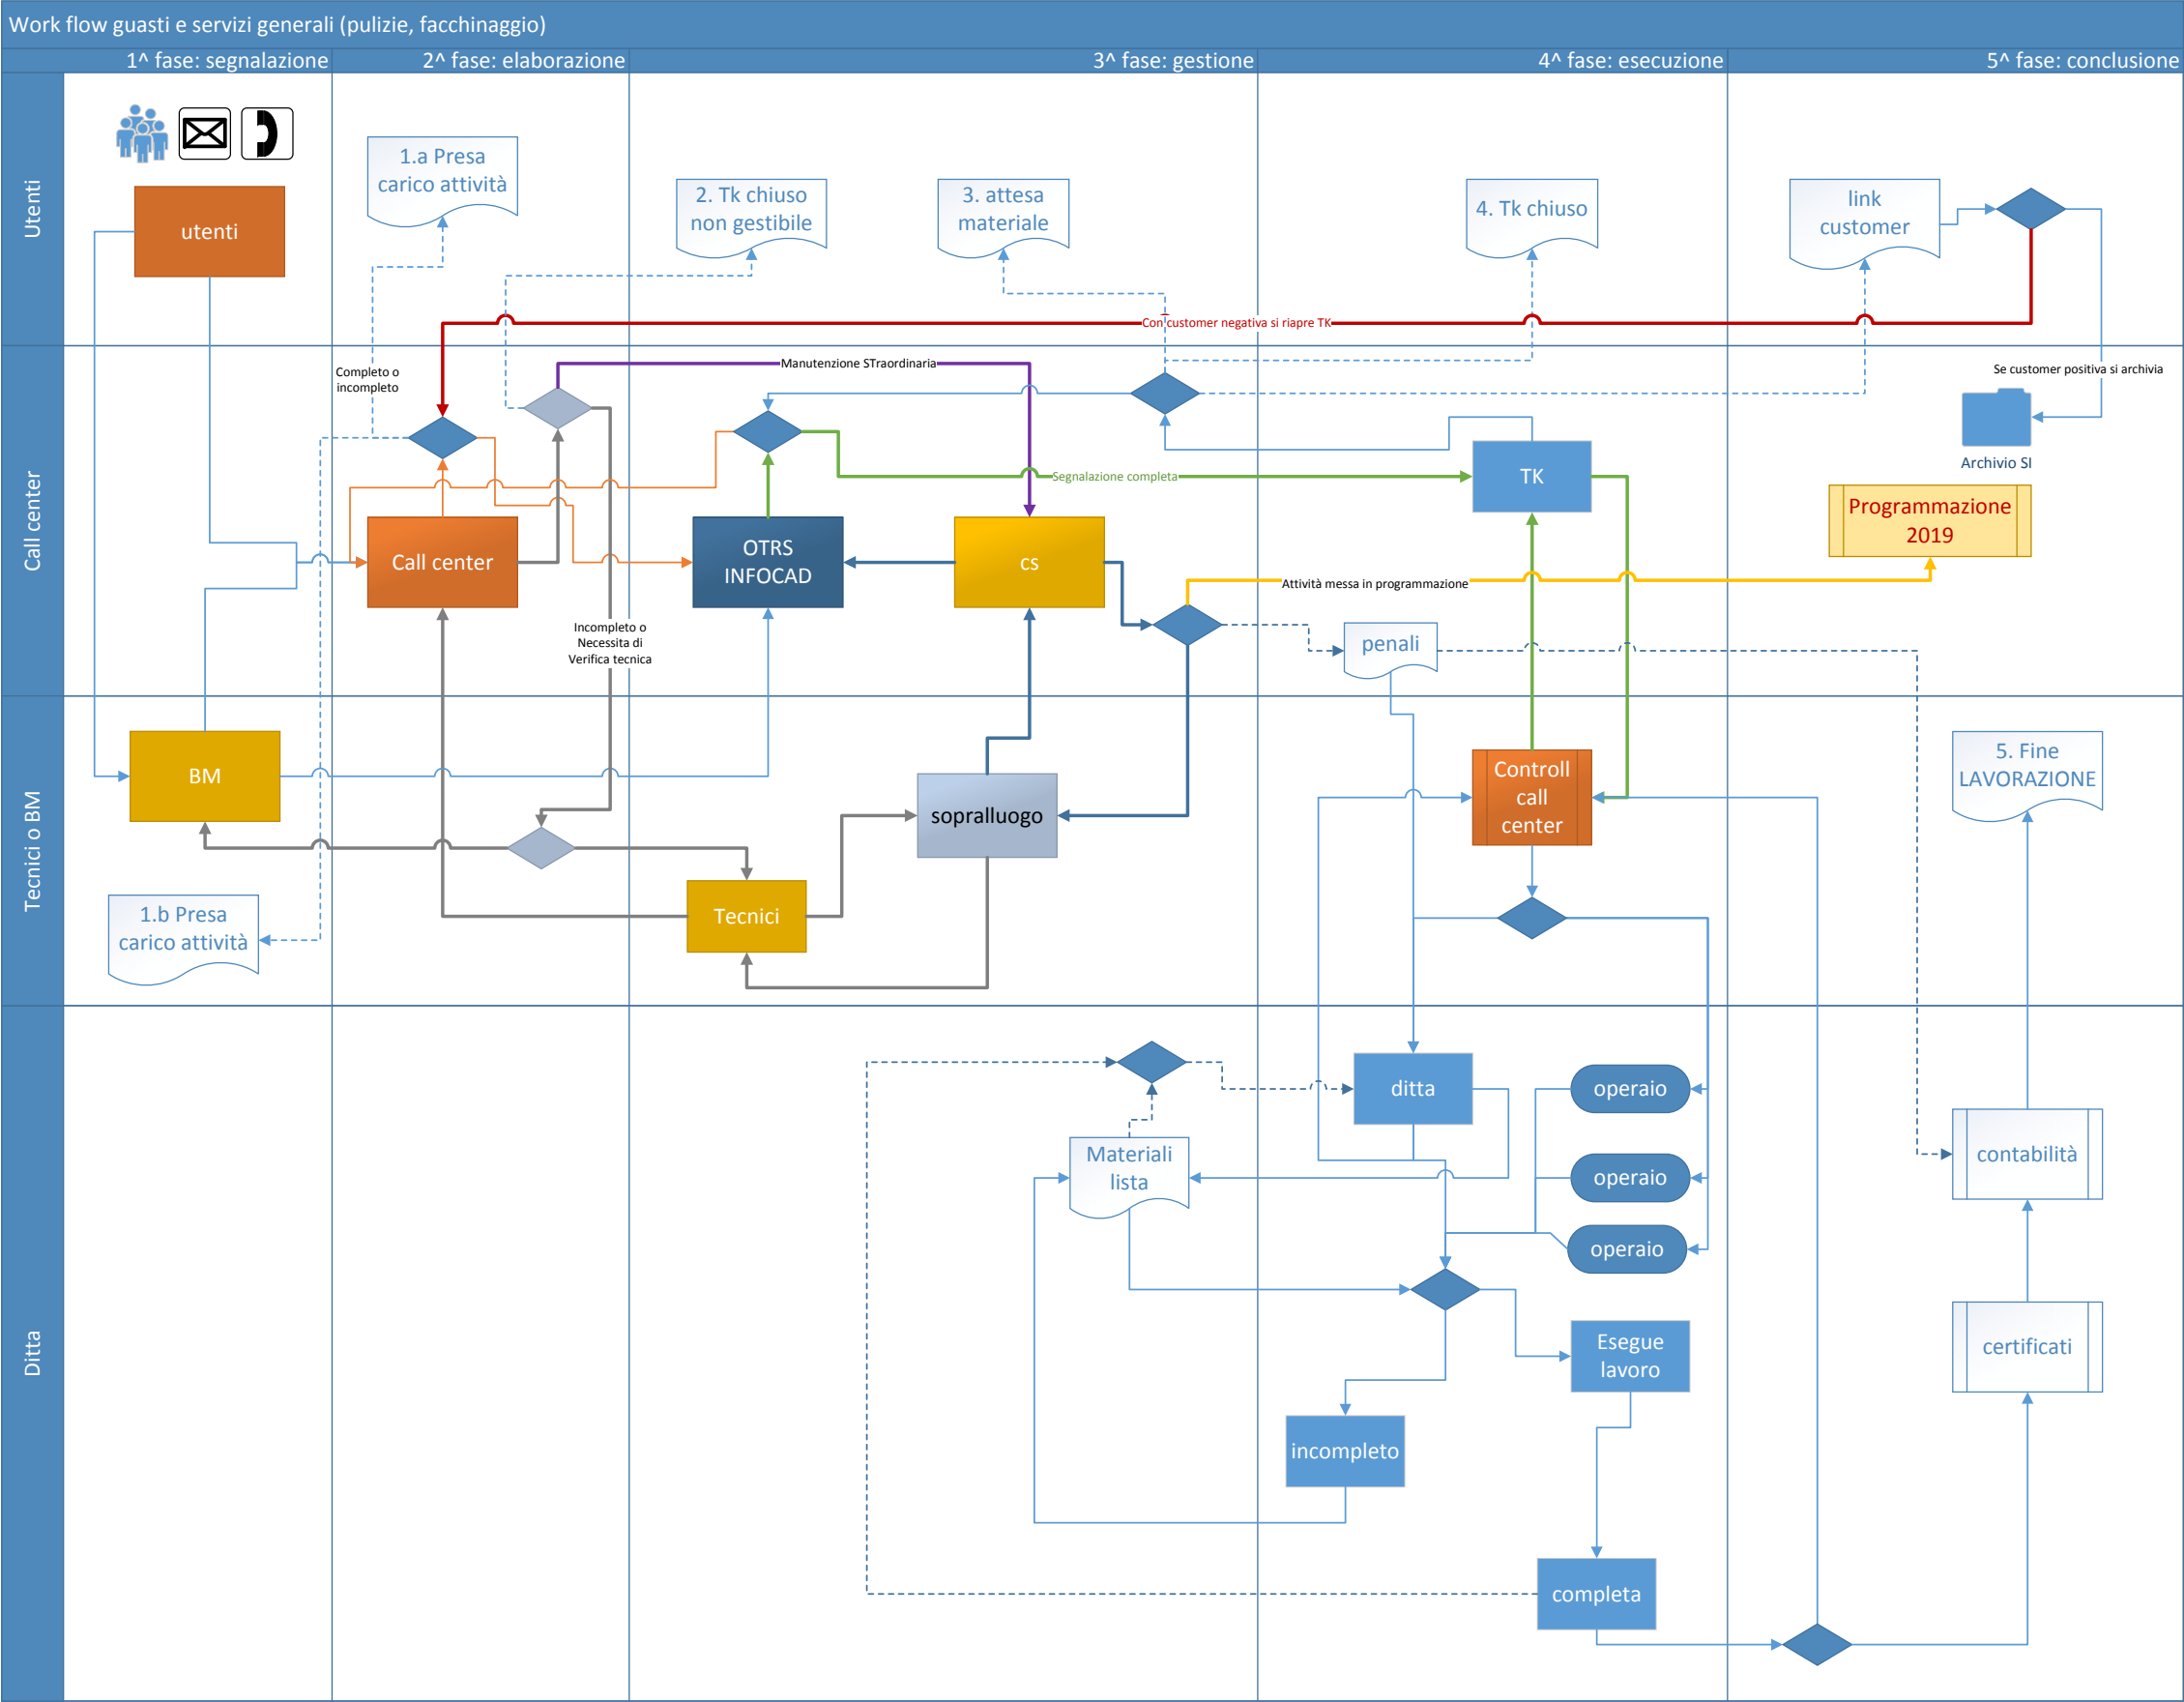 Work flow guasti e servizi generali (pulizie, facchinaggio)
1^ fase: segnalazione
2^ fase: elaborazione
3^ fase: gestione
4^ fase: esecuzione
5^ fase: conclusione
Utenti
utenti
1.a Presa
carico attività
2. Tk chiuso
non gestibile
3. attesa
materiale
4. Tk chiuso
link
customer
Con customer negativa si riapre TK
Call center
Completo o
incompleto
Manutenzione STraordinaria
Se customer positiva si archivia
Archivio SI
Segnalazione completa
TK
Programmazione
2019
Call center
OTRS
INFOCAD
cs
Attività messa in programmazione
Incompleto o
Necessita di
Verifica tecnica
penali
Tecnici o BM
BM
sopralluogo
Controll
call
center
5. Fine
LAVORAZIONE
Tecnici
1.b Presa
carico attività
Ditta
ditta
operaio
Materiali
lista
operaio
contabilità
operaio
Esegue
lavoro
certificati
incompleto
completa